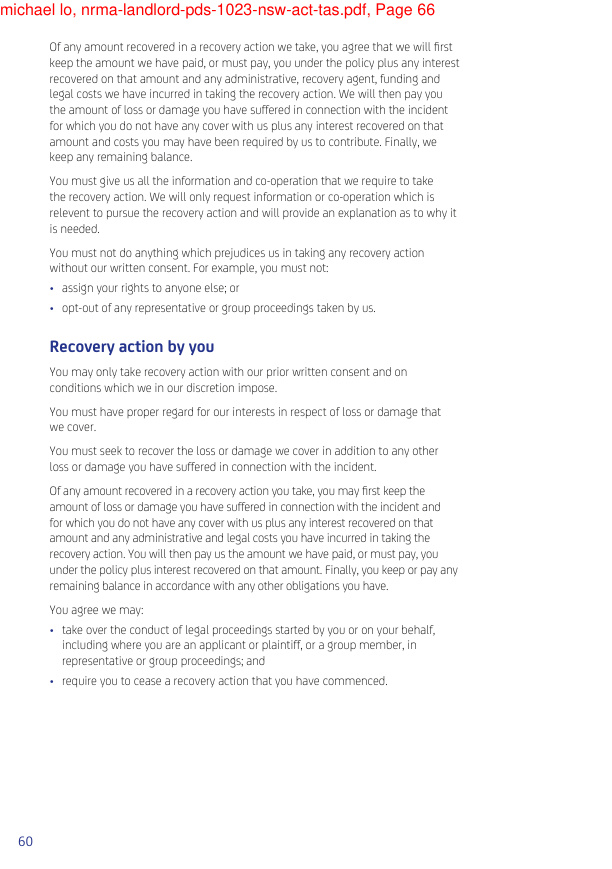 michael lo, nrma-landlord-pds-1023-nsw-act-tas.pdf, Page 66
Of any amount recovered in a recovery action we take, you agree that we will first
keep the amount we have paid, or must pay, you under the policy plus any interest
recovered on that amount and any administrative, recovery agent, funding and
legal costs we have incurred in taking the recovery action. We will then pay you
the amount of loss or damage you have suffered in connection with the incident
for which you do not have any cover with us plus any interest recovered on that
amount and costs you may have been required by us to contribute. Finally, we
keep any remaining balance.
You must give us all the information and co-operation that we require to take
the recovery action. We will only request information or co-operation which is
relevent to pursue the recovery action and will provide an explanation as to why it
is needed.
You must not do anything which prejudices us in taking any recovery action
without our written consent. For example, you must not:
• assign your rights to anyone else; or
• opt-out of any representative or group proceedings taken by us.
Recovery action by you
You may only take recovery action with our prior written consent and on
conditions which we in our discretion impose.
You must have proper regard for our interests in respect of loss or damage that
we cover.
You must seek to recover the loss or damage we cover in addition to any other
loss or damage you have suffered in connection with the incident.
Of any amount recovered in a recovery action you take, you may first keep the
amount of loss or damage you have suffered in connection with the incident and
for which you do not have any cover with us plus any interest recovered on that
amount and any administrative and legal costs you have incurred in taking the
recovery action. You will then pay us the amount we have paid, or must pay, you
under the policy plus interest recovered on that amount. Finally, you keep or pay any
remaining balance in accordance with any other obligations you have.
You agree we may:
• take over the conduct of legal proceedings started by you or on your behalf,
including where you are an applicant or plaintiff, or a group member, in
representative or group proceedings; and
• require you to cease a recovery action that you have commenced.
60